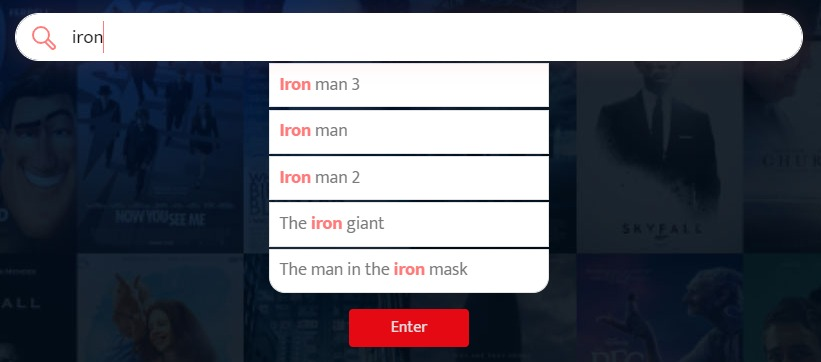 iron
Iron man 3
Iron man
Iron man 2
The iron giant
The man in the iron mask
Enter
NOW YOU SEE ME
SKYFALL